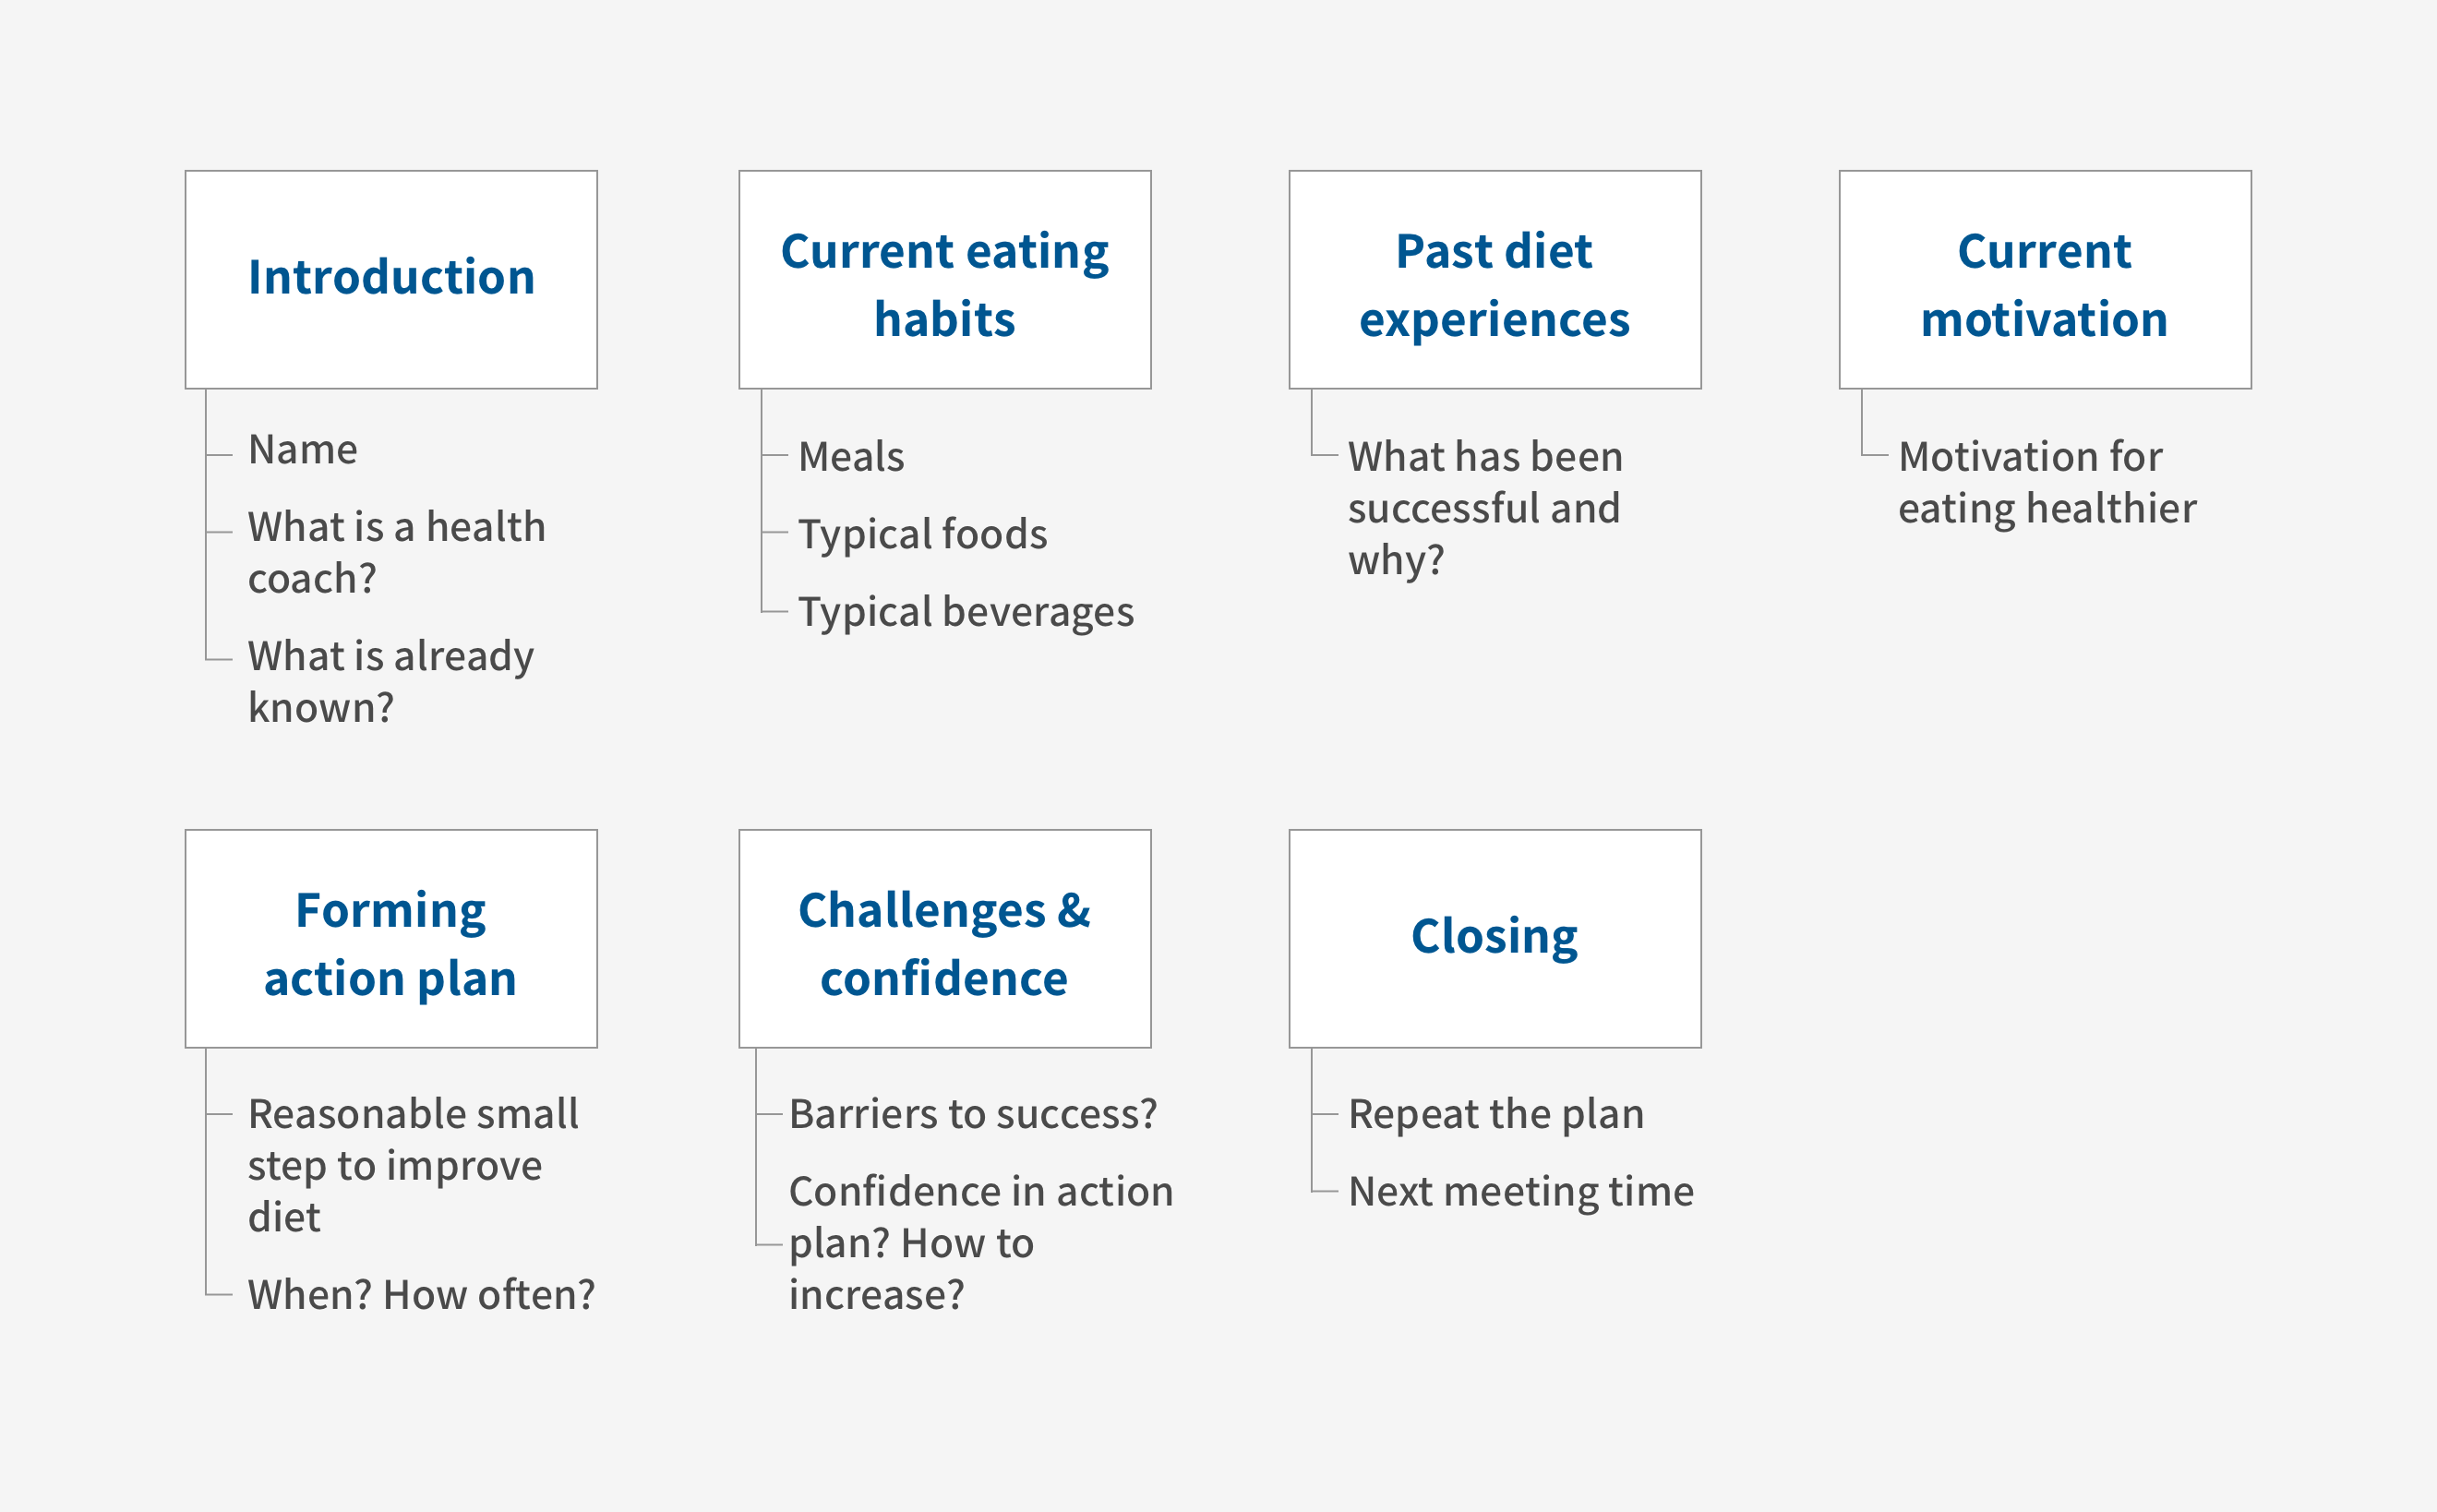 Introduction
Name
What is a health
coach?
What is already
known?
Current eating
habits
Meals
Typical foods
Typical beverages
Past diet
experiences
What has been
successful and
why?
Current
motivation
Motivation for
eating healthier
Forming
action plan
Reasonable small
step to improve
diet
When? How often?
Challenges &
confidence
Barriers to success?
Confidence in action
plan? How to
increase?
Closing
Repeat the plan
Next meeting time